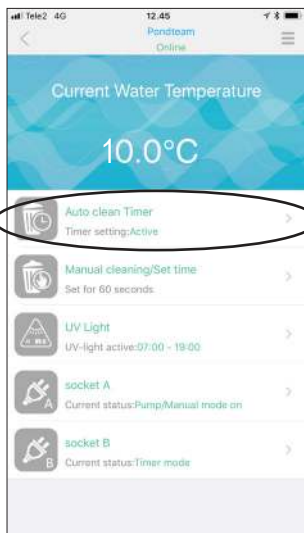 Tele2 4G 12.45
Pondteam
Online
Current Water Temperature
10.0°C
Auto clean Timer
Timer setting:Active
Manual cleaning/Set time
Set for 60 seconds
UV Light
UV-light active:07:00 - 19:00
socket A
A
Current status:Pump/Manual mode on
socket B
B
Current status:Timer mode